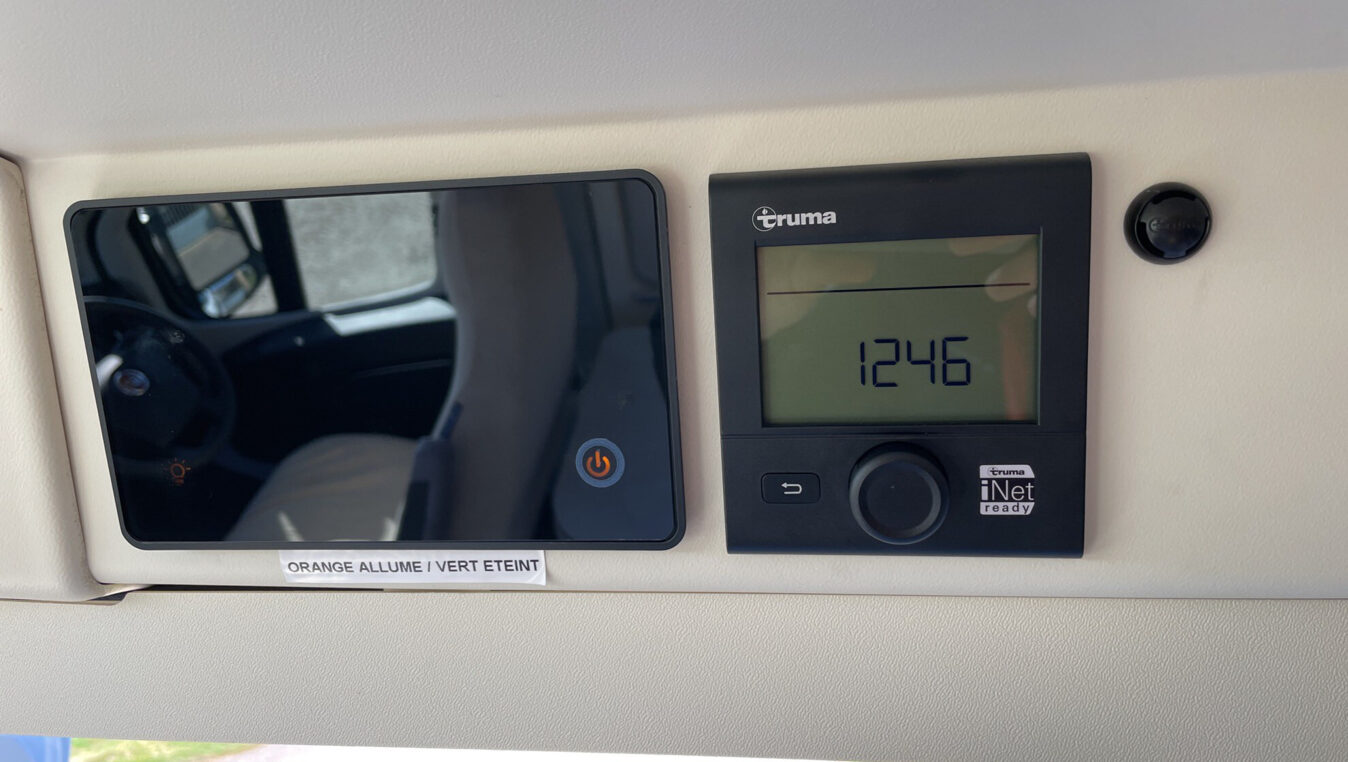 truma
1246
truma
iNet
ready
ORANGE ALLUME / VERT ETEINT